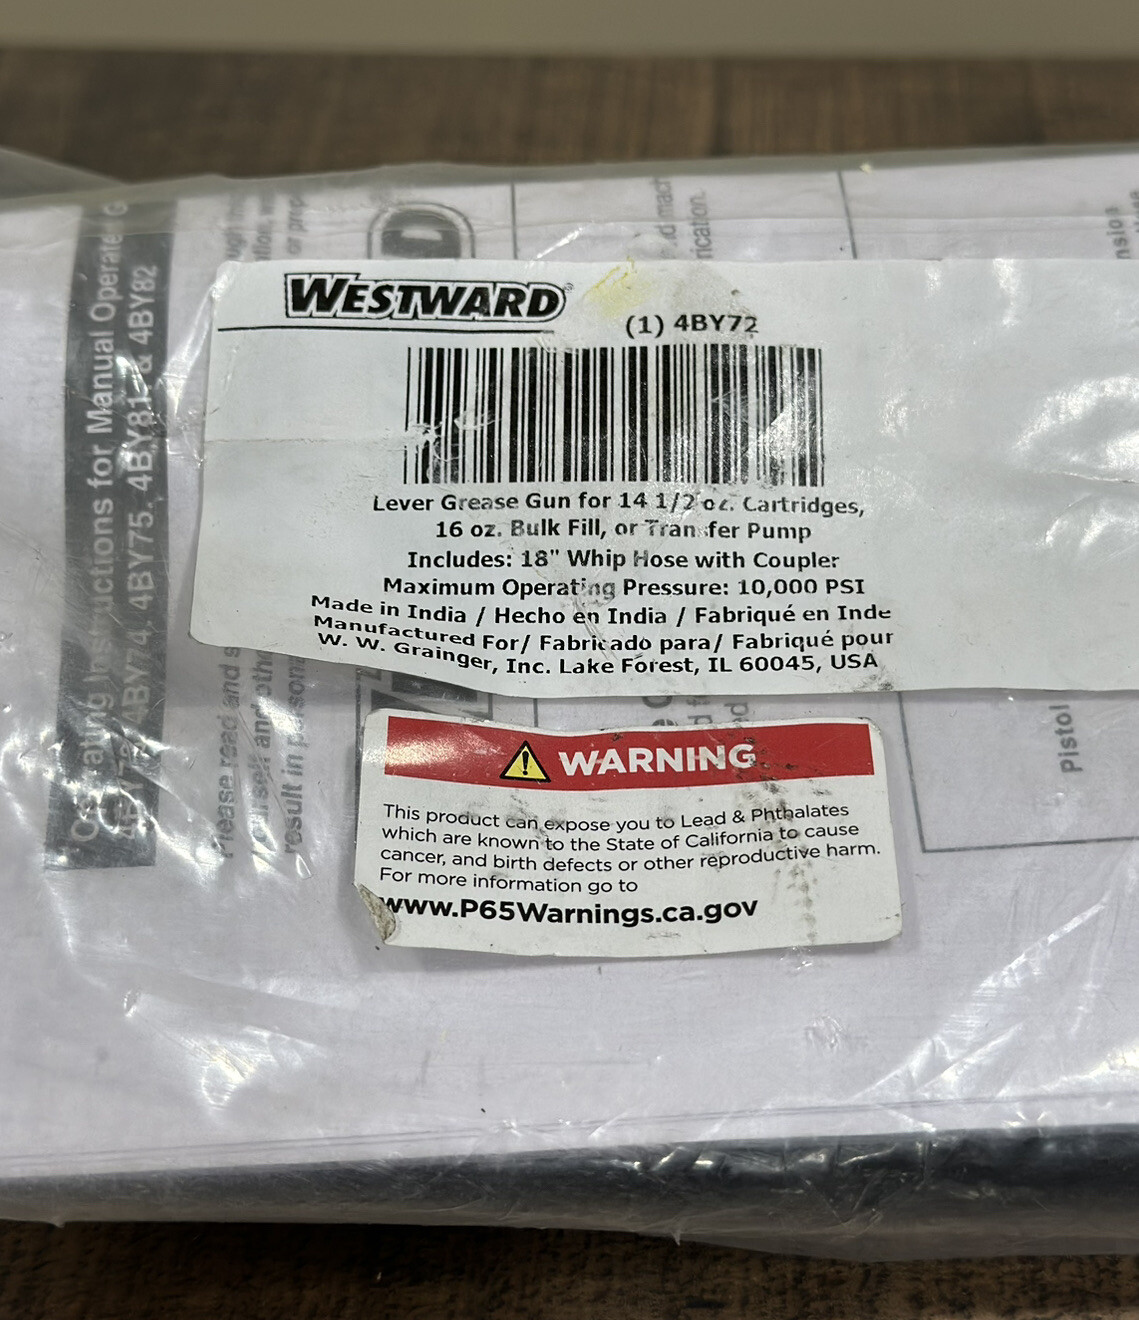 WESTWARD®
(1) 4BY72
Lever Grease Gun for 14 1/2 oz. Cartridges,
16 oz. Bulk Fill, or Transfer Pump
Includes: 18" Whip Hose with Coupler
Maximum Operating Pressure: 10,000 PSI
Made in India / Hecho en India / Fabriqué en Inde
Manufactured For/ Fabricado para/ Fabriqué pour
W. W. Grainger, Inc. Lake Forest, IL 60045, USA
WARNING
This product can expose you to Lead & Phthalates
which are known to the State of California to cause
cancer, and birth defects or other reproductive harm.
For more information go to
www.P65Warnings.ca.gov
Operating Instructions for Manual Operated
4BY74, 4BY75, 4BY81 & 4BY82
Please read and
result in
rication.
Pistol